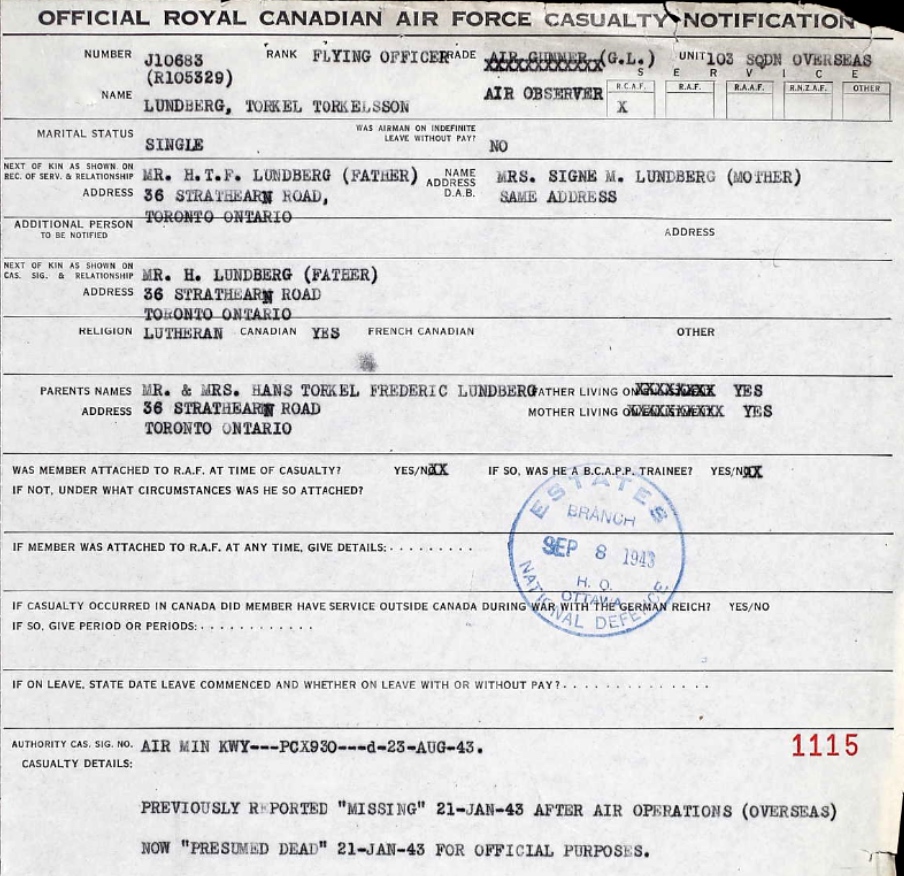 OFFICIAL ROYAL CANADIAN AIR FORCE CASUALTY NOTIFICATION
NUMBER J10683 RANK FLYING OFFICER TRADE AIR GUNNER (G.L.) UNIT 103 SQDN OVERSEAS
(R105329) S E R V I C E
NAME LUNDBERG, TORKEL TORKELSSON AIR OBSERVER R.C.A.F. R.A.F. R.A.A.F. R.N.Z.A.F. OTHER
X
MARITAL STATUS SINGLE WAS AIRMAN ON INDEFINITE LEAVE WITHOUT PAY? NO
NEXT OF KIN AS SHOWN ON REC. OF SERV. & RELATIONSHIP MR. H.T.F. LUNDBERG (FATHER) NAME ADDRESS D.A.B. MRS. SIGNE M. LUNDBERG (MOTHER)
ADDRESS 36 STRATHEARN ROAD, SAME ADDRESS
TORONTO ONTARIO
ADDITIONAL PERSON TO BE NOTIFIED ADDRESS
NEXT OF KIN AS SHOWN ON CAS. SIG. & RELATIONSHIP MR. H. LUNDBERG (FATHER)
ADDRESS 36 STRATHEARN ROAD
TORONTO ONTARIO
RELIGION LUTHERAN CANADIAN YES FRENCH CANADIAN OTHER
PARENTS NAMES MR. & MRS. HANS TORKEL FREDERIC LUNDBERG FATHER LIVING ON XXXXXXXX YES
ADDRESS 36 STRATHEARN ROAD MOTHER LIVING ON XXXXXXXXX YES
TORONTO ONTARIO
WAS MEMBER ATTACHED TO R.A.F. AT TIME OF CASUALTY? YES/NXX IF SO, WAS HE A B.C.A.P.P. TRAINEE? YES/NXX
IF NOT, UNDER WHAT CIRCUMSTANCES WAS HE SO ATTACHED?
ESTATES
BRANCH
SEP 8 1943
H. Q.
OTTAWA
NATIONAL DEFENCE
IF MEMBER WAS ATTACHED TO R.A.F. AT ANY TIME, GIVE DETAILS: . . . . . . . . .
IF CASUALTY OCCURRED IN CANADA DID MEMBER HAVE SERVICE OUTSIDE CANADA DURING WAR WITH THE GERMAN REICH? YES/NO
IF SO, GIVE PERIOD OR PERIODS: . . . . . . . . . . . .
IF ON LEAVE, STATE DATE LEAVE COMMENCED AND WHETHER ON LEAVE WITH OR WITHOUT PAY? . . . . . . . . . . . . . . .
AUTHORITY CAS. SIG. NO. AIR MIN KWY---PCX930---d-23-AUG-43. 1115
CASUALTY DETAILS:
PREVIOUSLY REPORTED "MISSING" 21-JAN-43 AFTER AIR OPERATIONS (OVERSEAS)
NOW "PRESUMED DEAD" 21-JAN-43 FOR OFFICIAL PURPOSES.